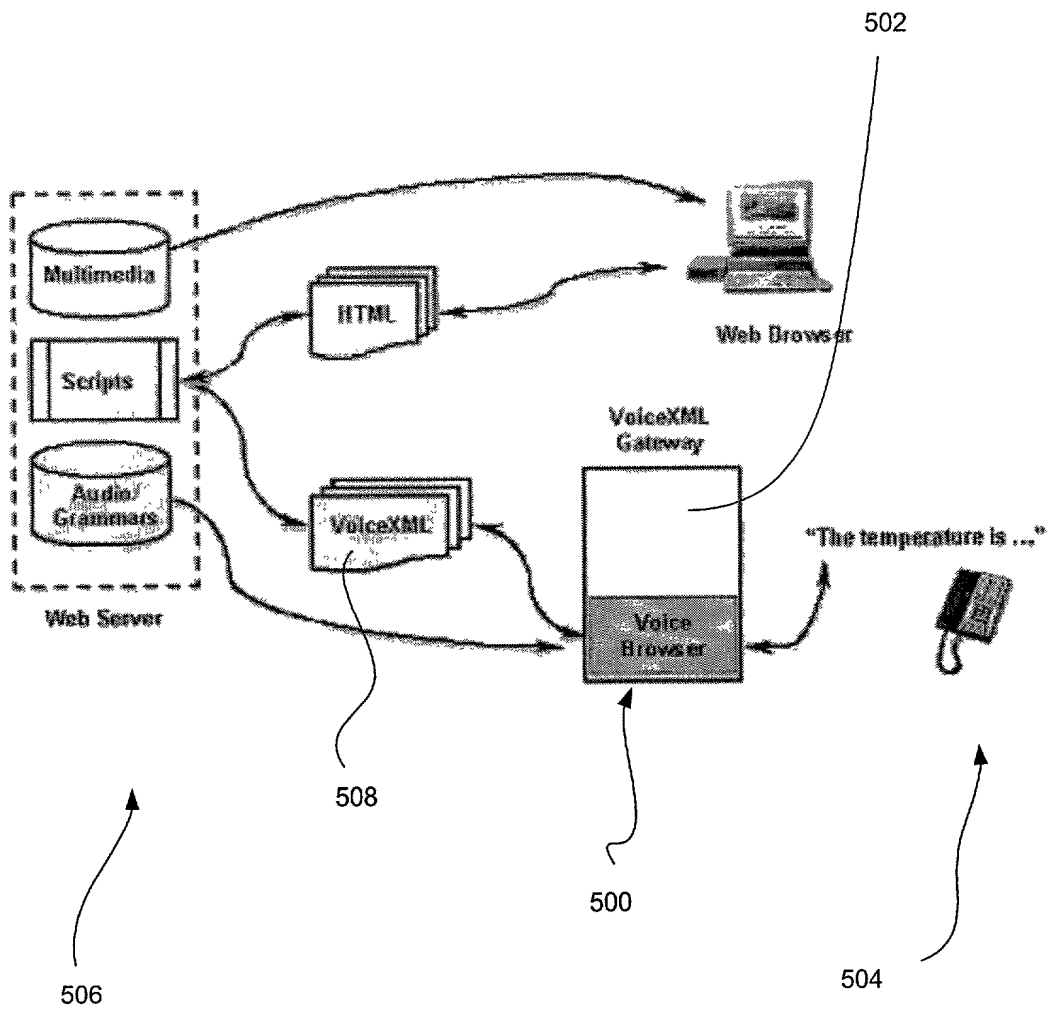 502
Multimedia
HTML
Web Browser
Scripts
VoiceXML
Gateway
Audio/
Grammars
VoiceXML
"The temperature is ..."
Web Server
Voice
Browser
508
500
506
504